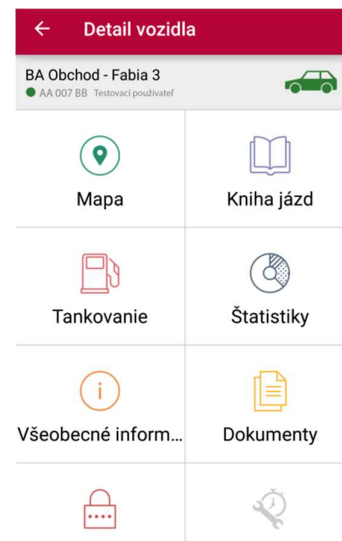 Detail vozidla
BA Obchod - Fabia 3
AA 007 BB Testovací používateľ
Mapa
Kniha jázd
Tankovanie
Štatistiky
Všeobecné inform...
Dokumenty